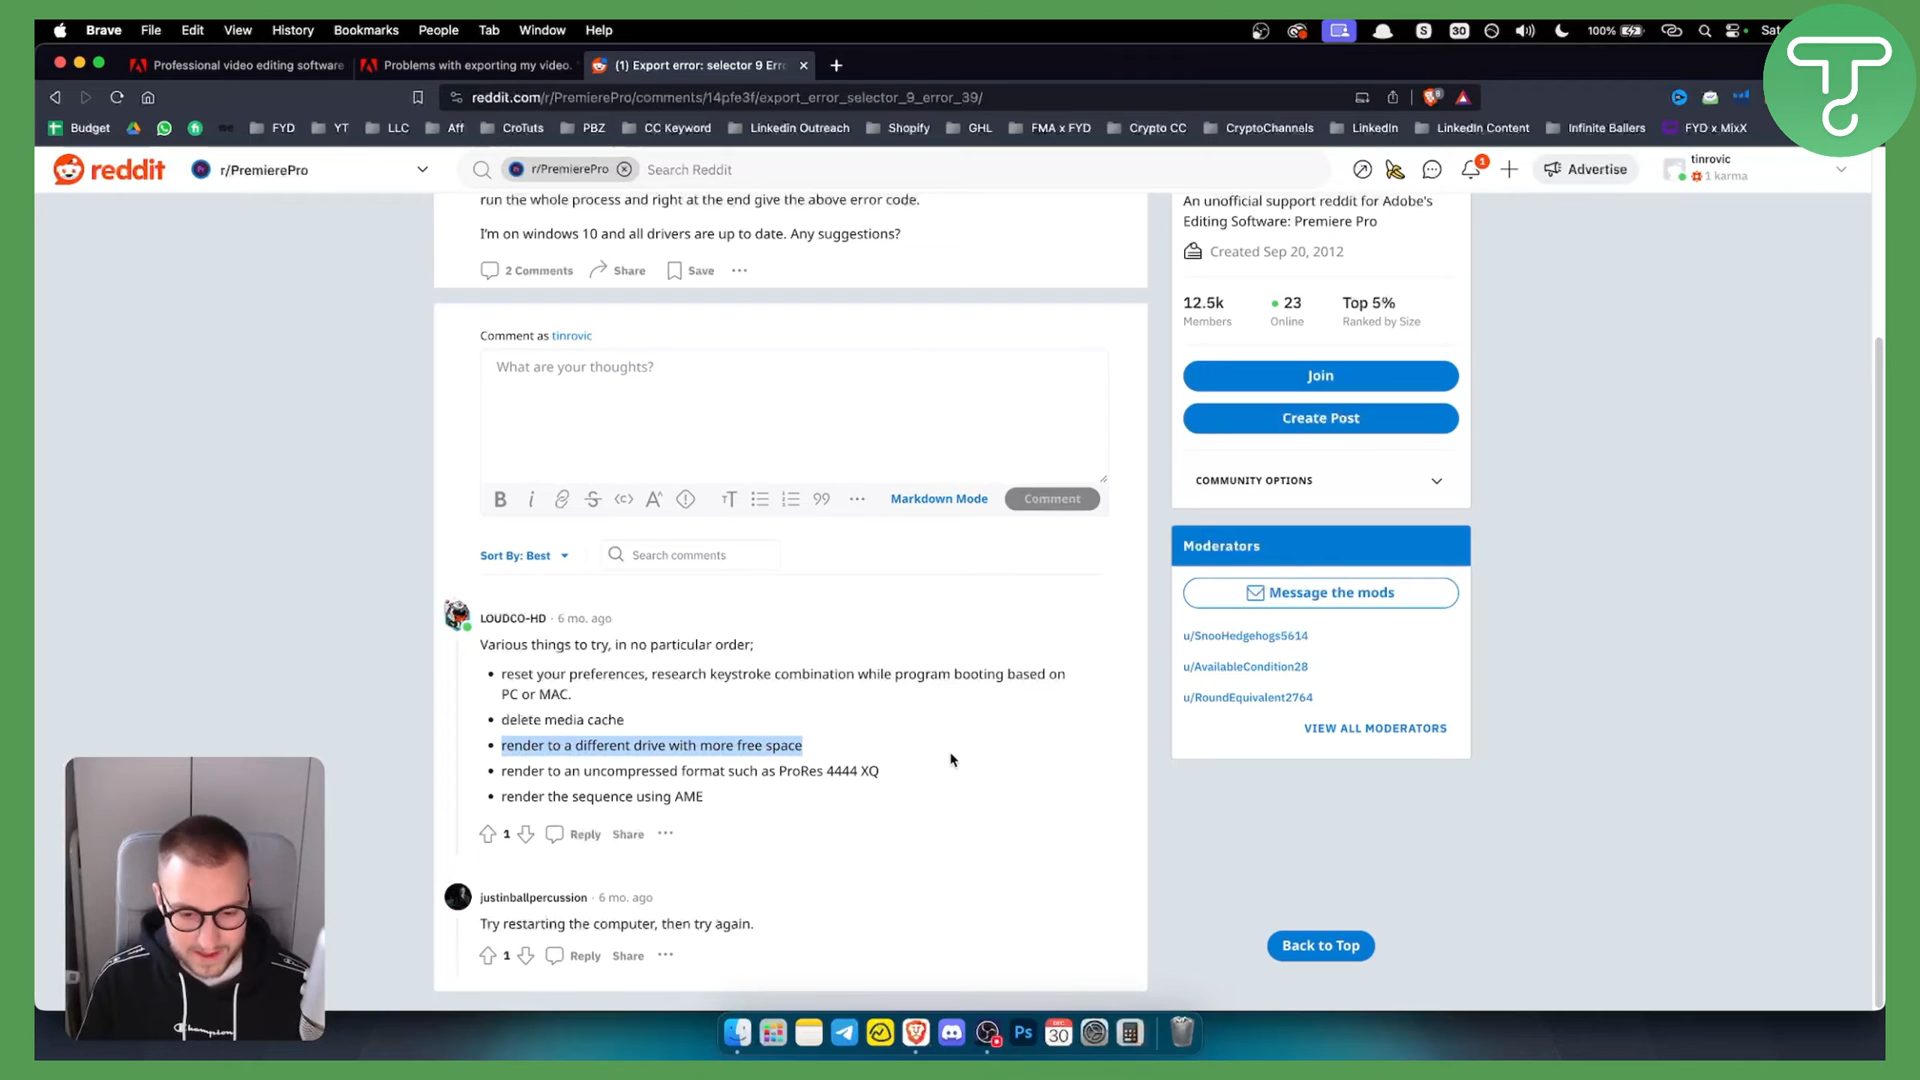 Brave File Edit View History Bookmarks People Tab Window Help S 30 100% Sat
Professional video editing software Problems with exporting my video. (1) Export error: selector 9 Err
reddit.com/r/PremierePro/comments/14pfe3f/export_error_selector_9_error_39/
Budget FYD YT LLC Aff CroTuts PBZ CC Keyword Linkedin Outreach Shopify GHL FMA x FYD Crypto CC CryptoChannels LinkedIn LinkedIn Content Infinite Ballers FYD x MixX
reddit r/PremierePro r/PremierePro Search Reddit 1 Advertise tinrovic
1 karma
run the whole process and right at the end give the above error code.
I'm on windows 10 and all drivers are up to date. Any suggestions?
2 Comments Share Save
Comment as tinrovic
What are your thoughts?
Markdown Mode Comment
Sort By: Best Search comments
LOUDCO-HD · 6 mo. ago
Various things to try, in no particular order;
• reset your preferences, research keystroke combination while program booting based on
PC or MAC.
• delete media cache
• render to a different drive with more free space
• render to an uncompressed format such as ProRes 4444 XQ
• render the sequence using AME
1 Reply Share
justinballpercussion · 6 mo. ago
Try restarting the computer, then try again.
1 Reply Share
An unofficial support reddit for Adobe's
Editing Software: Premiere Pro
Created Sep 20, 2012
12.5k 23 Top 5%
Members Online Ranked by Size
Join
Create Post
COMMUNITY OPTIONS
Moderators
Message the mods
u/SnooHedgehogs5614
u/AvailableCondition28
u/RoundEquivalent2764
VIEW ALL MODERATORS
Back to Top
Champion
Ps DEC 30